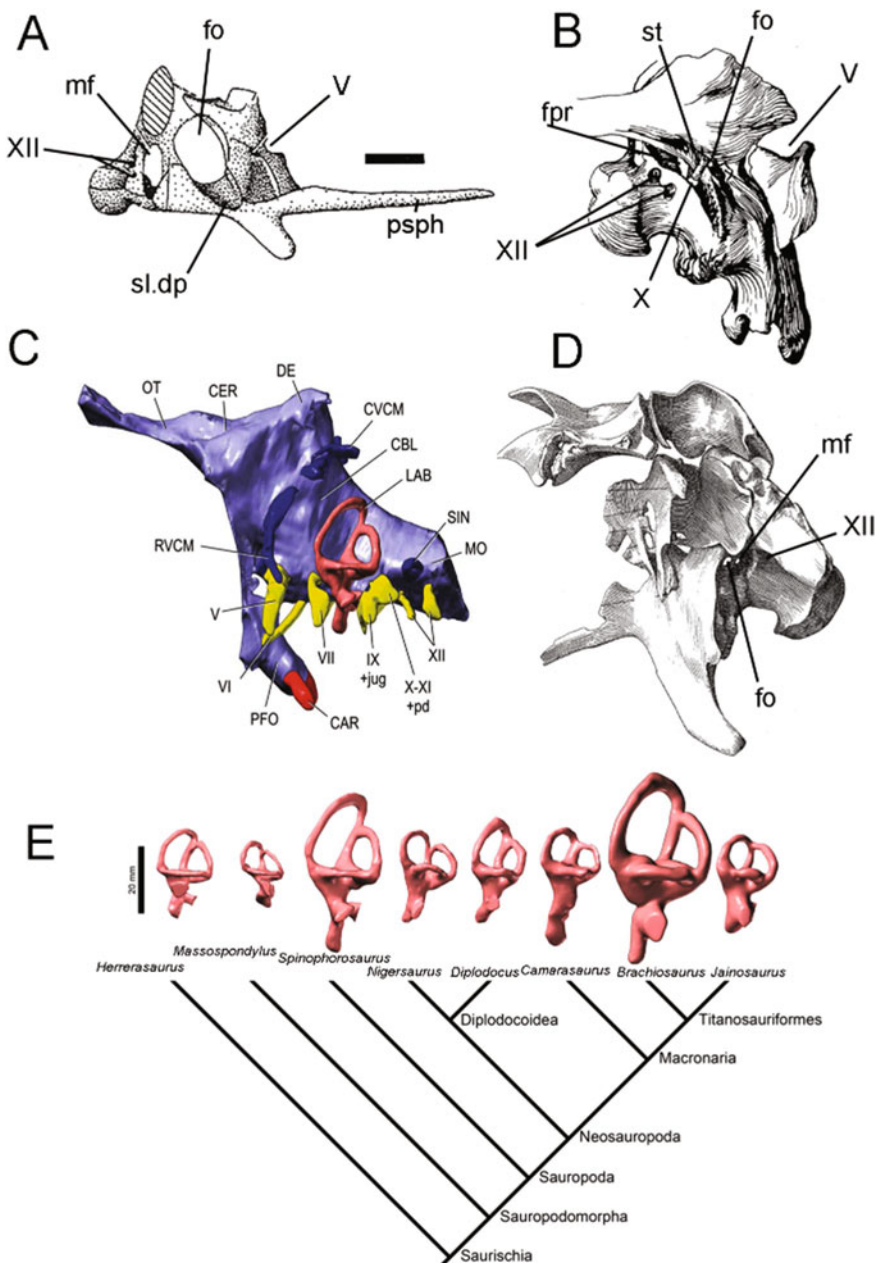 A
fo
mf
V
XII
psph
sl.dp
B
st
fo
V
fpr
XII
X
C
OT
CER
DE
CVCM
CBL
LAB
SIN
MO
RVCM
V
VI
VII
IX
+jug
X-XI
+pd
XII
PFO
CAR
D
mf
XII
fo
E
20 mm
Herrerasaurus
Massospondylus
Spinophorosaurus
Nigersaurus
Diplodocus
Camarasaurus
Brachiosaurus
Jainosaurus
Diplodocoidea
Titanosauriformes
Macronaria
Neosauropoda
Sauropoda
Sauropodomorpha
Saurischia